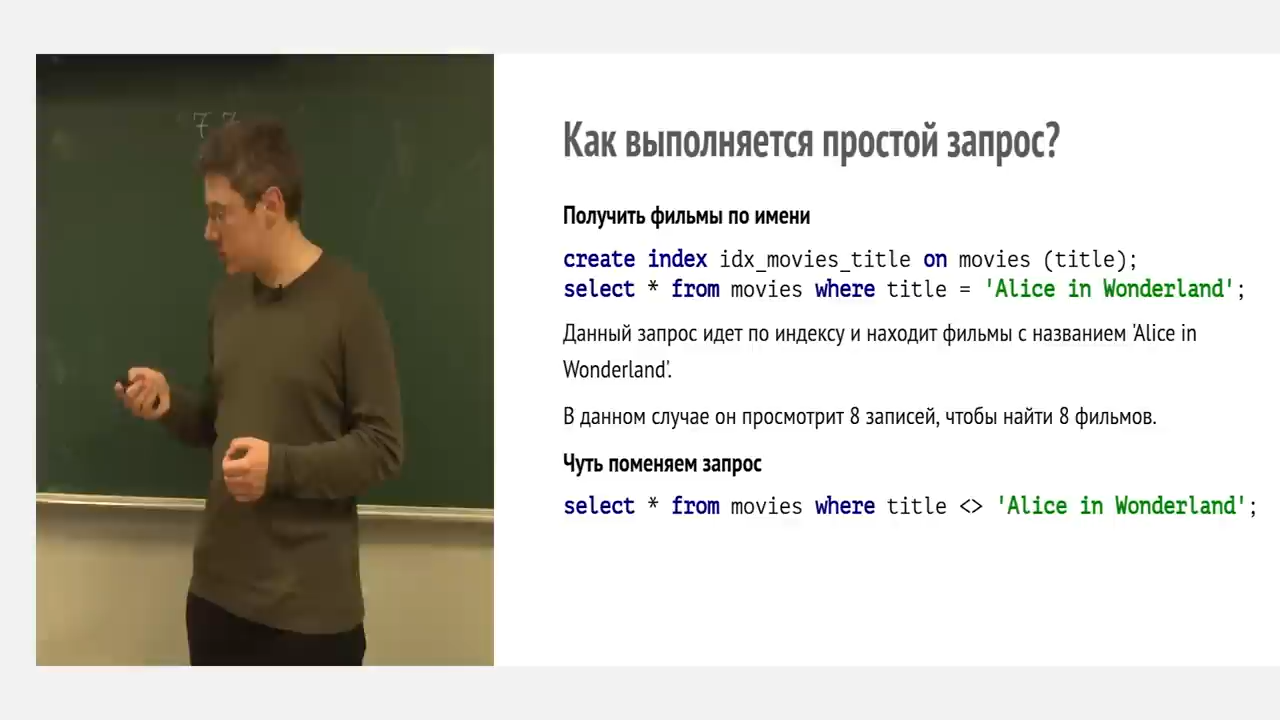 7 7
Как выполняется простой запрос?
Получить фильмы по имени
create index idx_movies_title on movies (title);
select * from movies where title = 'Alice in Wonderland';
Данный запрос идет по индексу и находит фильмы с названием 'Alice in
Wonderland'.
В данном случае он просмотрит 8 записей, чтобы найти 8 фильмов.
Чуть поменяем запрос
select * from movies where title <> 'Alice in Wonderland';